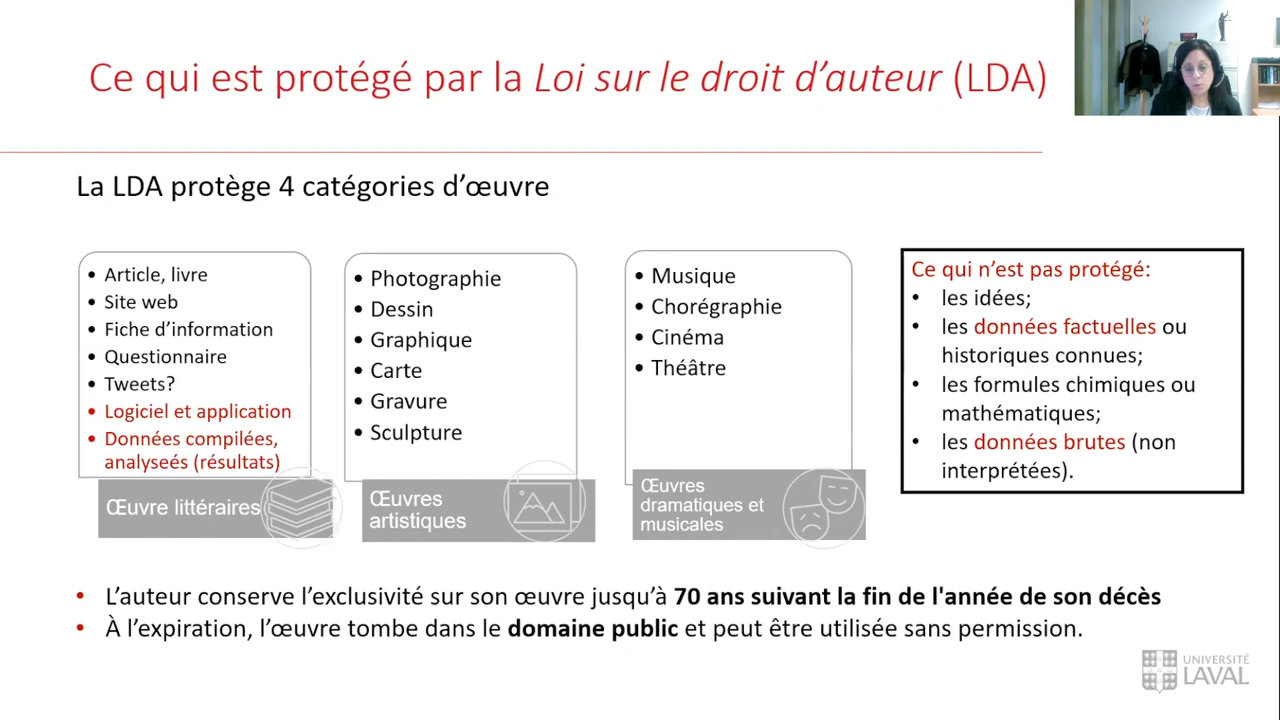 Ce qui est protégé par la Loi sur le droit d’auteur (LDA)
La LDA protège 4 catégories d’œuvre
• Article, livre
• Site web
• Fiche d’information
• Questionnaire
• Tweets?
• Logiciel et application
• Données compilées,
analyseés (résultats)
Œuvre littéraires
• Photographie
• Dessin
• Graphique
• Carte
• Gravure
• Sculpture
Œuvres
artistiques
• Musique
• Chorégraphie
• Cinéma
• Théâtre
Œuvres
dramatiques et
musicales
Ce qui n’est pas protégé:
• les idées;
• les données factuelles ou
historiques connues;
• les formules chimiques ou
mathématiques;
• les données brutes (non
interprétées).
• L’auteur conserve l’exclusivité sur son œuvre jusqu’à 70 ans suivant la fin de l'année de son décès
• À l’expiration, l’œuvre tombe dans le domaine public et peut être utilisée sans permission.
UNIVERSITÉ
LAVAL